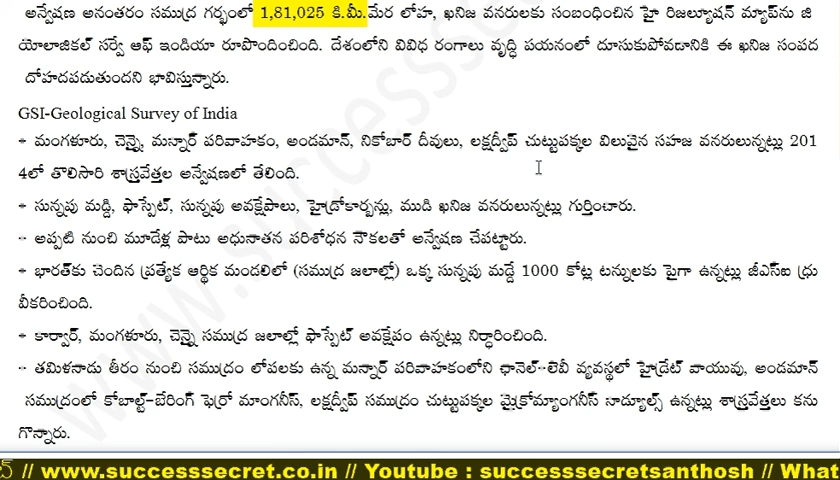 అన్వేషణ అనంతరం సముద్ర గర్భంలో 1,81,025 కి.మీ.మేర లోహ, ఖనిజ వనరులకు సంబంధించిన హై రిజల్యూషన్ మ్యాప్‌ను జి
యోలాజికల్ సర్వే ఆఫ్ ఇండియా రూపొందించింది. దేశంలోని వివిధ రంగాలు వృద్ధి పయనంలో దూసుకుపోవడానికి ఈ ఖనిజ సంపద
దోహదపడుతుందని భావిస్తున్నారు.
GSI-Geological Survey of India
+ మంగళూరు, చెన్నై మన్నార్ పరివాహకం, అండమాన్, నికోబార్ దీవులు, లక్షద్వీప్ చుట్టుపక్కల విలువైన సహజ వనరులున్నట్లు 201
4లో తొలిసారి శాస్త్రవేత్తల అన్వేషణలో తేలింది.
+ సున్నపు మడ్డి, ఫాస్ఫేట్, సున్నపు అవక్షేపాలు, హైడ్రోకార్బన్లు, ముడి ఖనిజ వనరులున్నట్లు గుర్తించారు.
- అప్పటి నుంచి మూడేళ్ల పాటు అధునాతన పరిశోధన నౌకలతో అన్వేషణ చేపట్టారు.
+ భారత్‌కు చెందిన ప్రత్యేక ఆర్థిక మండలిలో (సముద్ర జలాల్లో) ఒక్క సున్నపు మడ్డే 1000 కోట్ల టన్నులకు పైగా ఉన్నట్లు జీఎస్ఐ ధ్రు
వీకరించింది.
+ కార్వార్, మంగళూరు, చెన్నై సముద్ర జలాల్లో ఫాస్ఫేట్ అవక్షేపం ఉన్నట్లు నిర్ధారించింది.
- తమిళనాడు తీరం నుంచి సముద్రం లోపలకు ఉన్న మన్నార్ పరివాహకంలోని ఛానెల్-లెవీ వ్యవస్థలో హైడ్రేట్ వాయువు, అండమాన్
సముద్రంలో కోబాల్ట్-బేరింగ్ ఫెర్రో మాంగనీస్, లక్షద్వీప్ సముద్రం చుట్టుపక్కల మైక్రోమ్యాంగనీస్ నాడ్యూల్స్ ఉన్నట్లు శాస్త్రవేత్తలు కను
గొన్నారు.
// www.successsecret.co.in // Youtube : successsecretsanthosh // What